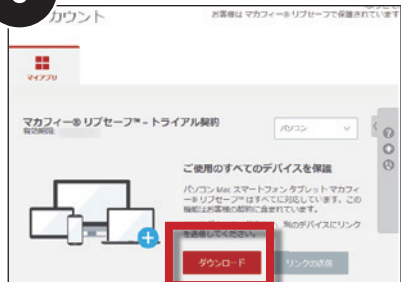 カウント
お客様は マカフィー® リブセーフで保護されています
マイアプリ
マカフィー® リブセーフ™ - トライアル契約
有効期限:
パソコン
ご使用のすべてのデバイスを保護
パソコン Mac スマートフォン タブレット マカフィ
ー® リブセーフ™ はすべてに対応しています。この
機能はお客様の契約に含まれています。
別のデバイスにリンク
を送信してください。
ダウンロード
リンクの送信